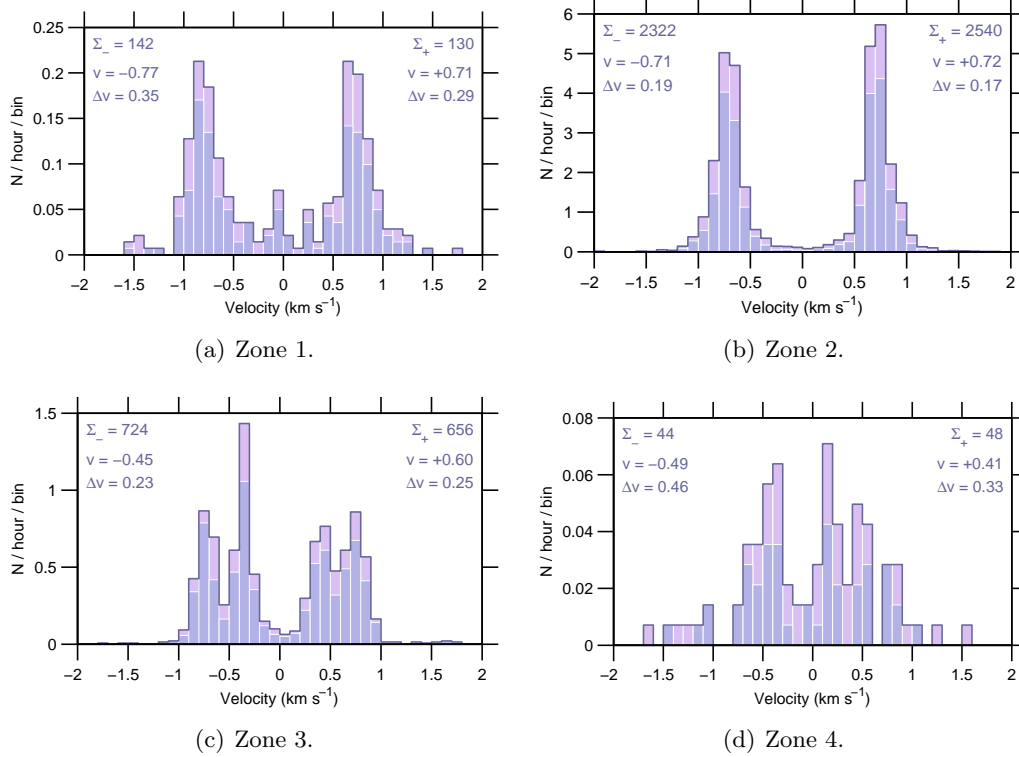 0.25
0.2
0.15
0.1
0.05
0
N / hour / bin
Σ− = 142
v = −0.77
Δv = 0.35
Σ+ = 130
v = +0.71
Δv = 0.29
−2 −1.5 −1 −0.5 0 0.5 1 1.5 2
Velocity (km s−1)
(a) Zone 1.
6
5
4
3
2
1
0
N / hour / bin
Σ− = 2322
v = −0.71
Δv = 0.19
Σ+ = 2540
v = +0.72
Δv = 0.17
−2 −1.5 −1 −0.5 0 0.5 1 1.5 2
Velocity (km s−1)
(b) Zone 2.
1.5
1
0.5
0
N / hour / bin
Σ− = 724
v = −0.45
Δv = 0.23
Σ+ = 656
v = +0.60
Δv = 0.25
−2 −1.5 −1 −0.5 0 0.5 1 1.5 2
Velocity (km s−1)
(c) Zone 3.
0.08
0.06
0.04
0.02
0
N / hour / bin
Σ− = 44
v = −0.49
Δv = 0.46
Σ+ = 48
v = +0.41
Δv = 0.33
−2 −1.5 −1 −0.5 0 0.5 1 1.5 2
Velocity (km s−1)
(d) Zone 4.